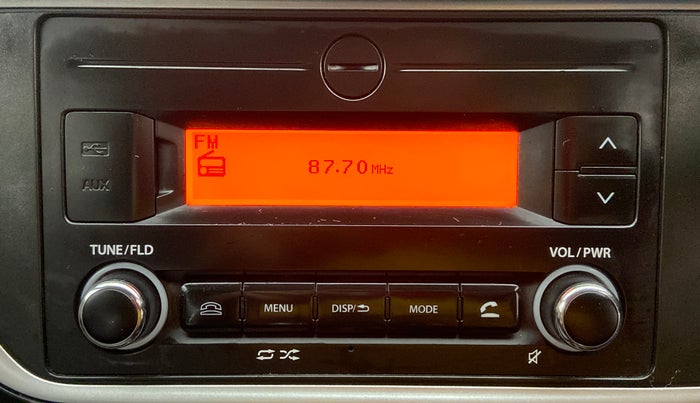 FM
87.70 MHz
AUX
TUNE/FLD
VOL/PWR
MENU
DISP/
MODE